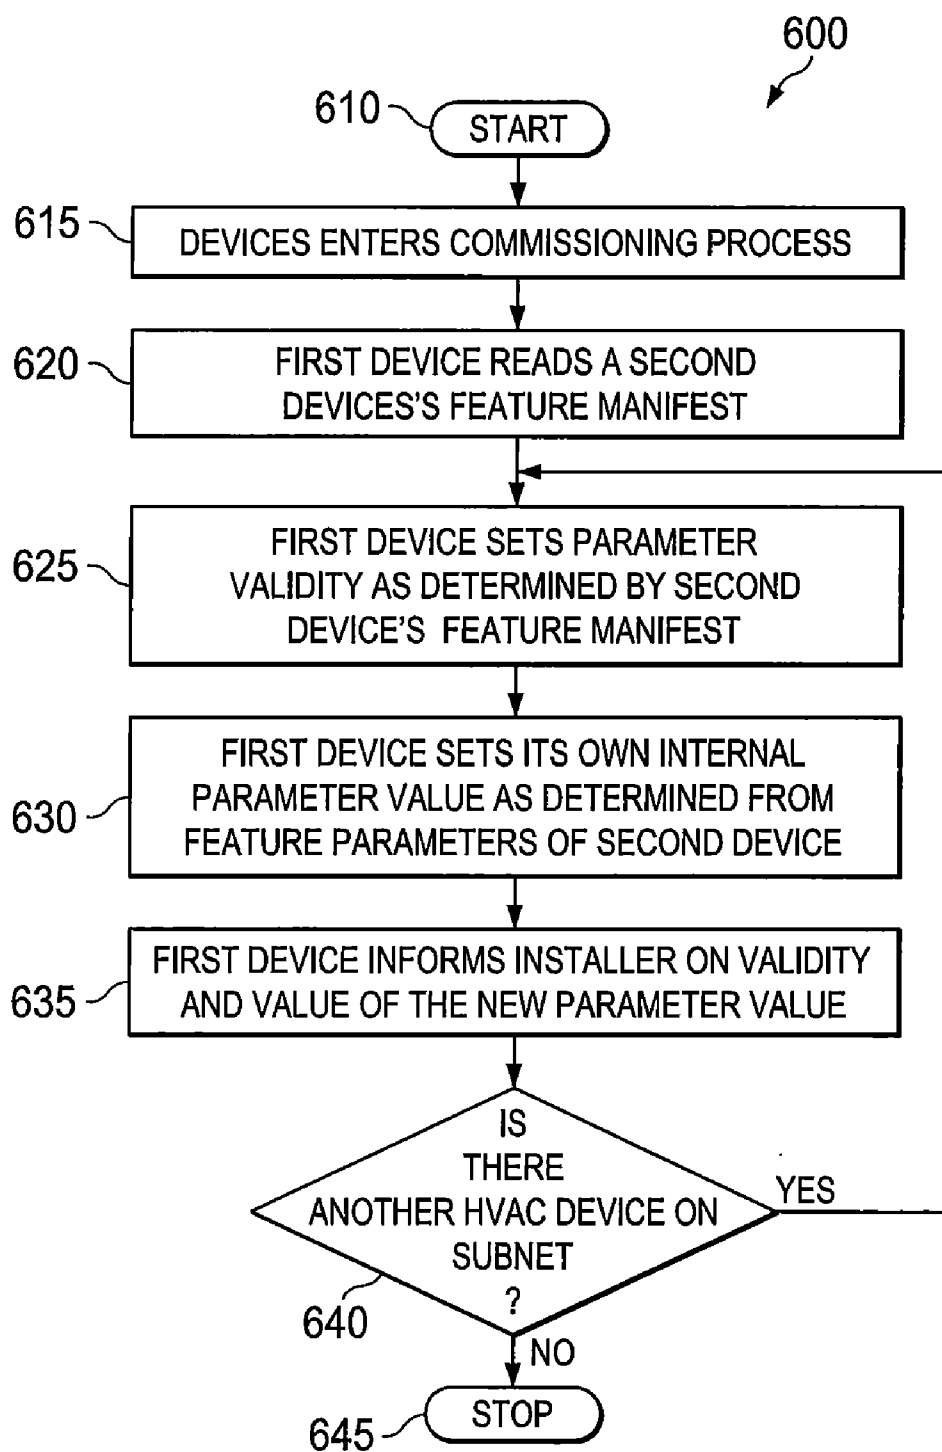 600
610
START
615
DEVICES ENTERS COMMISSIONING PROCESS
620
FIRST DEVICE READS A SECOND
DEVICES'S FEATURE MANIFEST
625
FIRST DEVICE SETS PARAMETER
VALIDITY AS DETERMINED BY SECOND
DEVICE'S FEATURE MANIFEST
630
FIRST DEVICE SETS ITS OWN INTERNAL
PARAMETER VALUE AS DETERMINED FROM
FEATURE PARAMETERS OF SECOND DEVICE
635
FIRST DEVICE INFORMS INSTALLER ON VALIDITY
AND VALUE OF THE NEW PARAMETER VALUE
IS
THERE
ANOTHER HVAC DEVICE ON
SUBNET
?
YES
640
NO
STOP
645